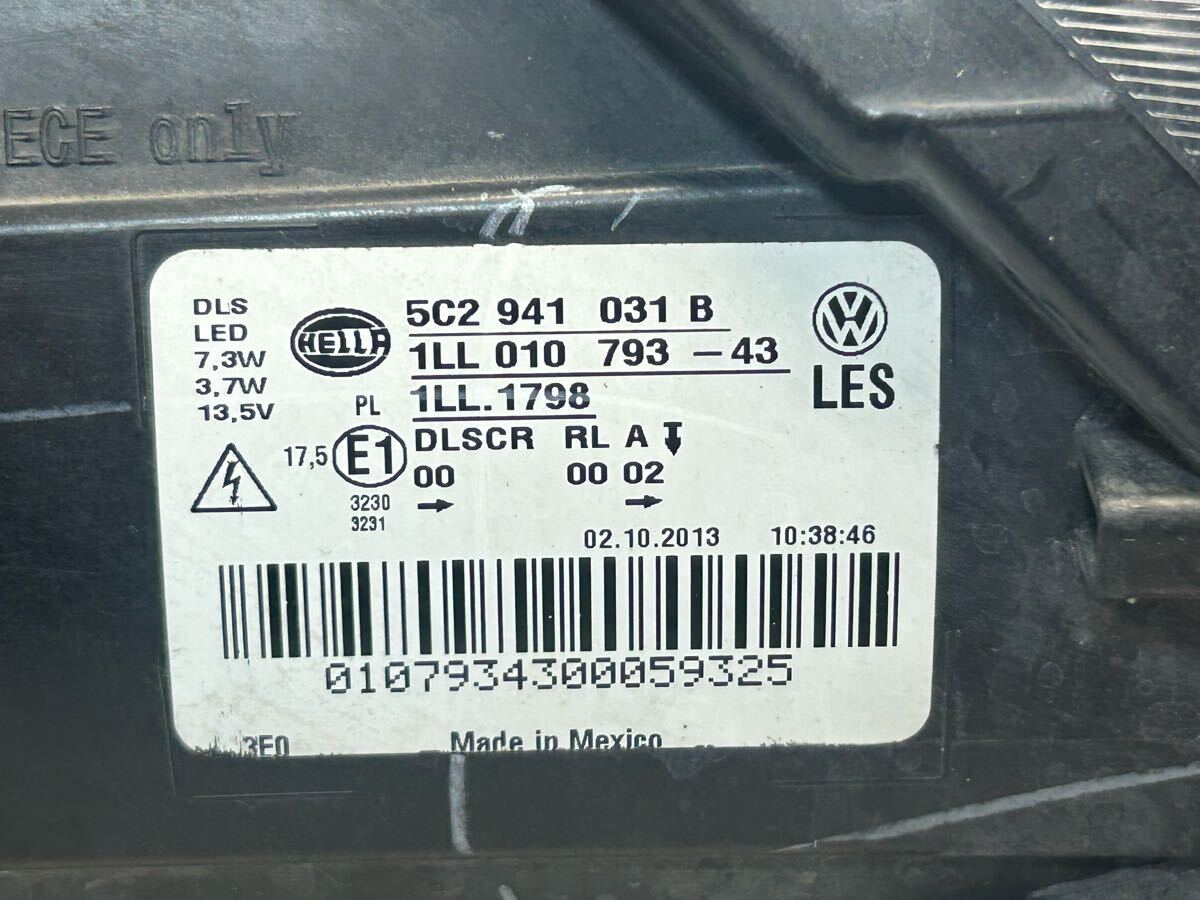 ECE only
DLS
LED
7,3W
3,7W
13,5V
HELLA
5C2 941 031 B
1LL 010 793 -43
1LL.1798
VW
LES
PL
17,5 E1
3230
3231
DLSCR RL A
00 00 02
02.10.2013 10:38:46
0107934300059325
3E0
Made in Mexico